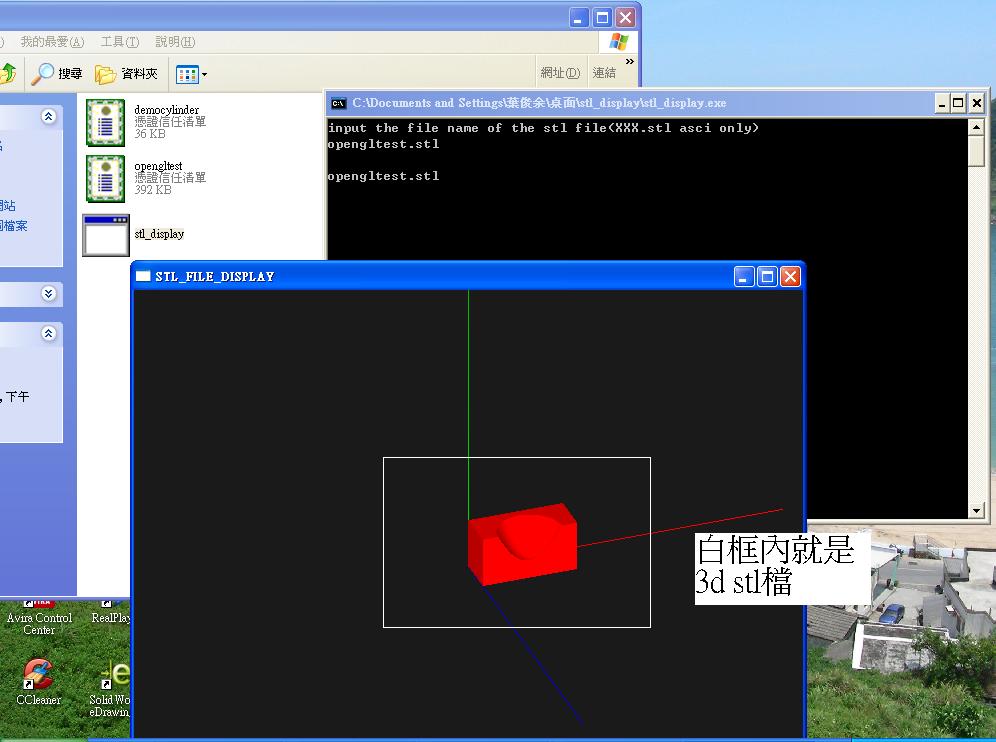 我的最愛(A) 工具(T) 說明(H)
搜尋 資料夾 網址(D) 連結 »
democylinder
憑證信任清單
36 KB
opengltest
憑證信任清單
392 KB
stl_display
網站
檔案
, 下午
C:\Documents and Settings\葉俊余\桌面\stl_display\stl_display.exe
input the file name of the stl file(XXX.stl asci only)
opengltest.stl
opengltest.stl
STL_FILE_DISPLAY
白框內就是
3d stl檔
Avira Control
Center
RealPlay
CCleaner
Solid Wo
eDrawin